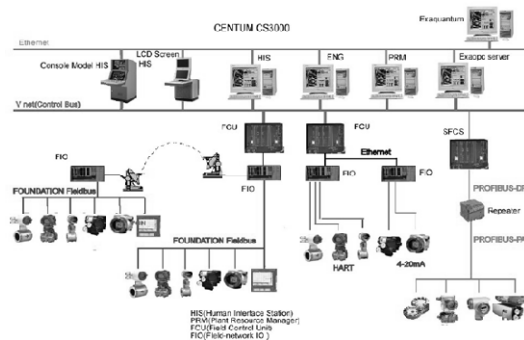 CENTUM CS3000
Exaquantum
Ethernet
LCD Screen
HIS
Console Model HIS
HIS
ENG
PRM
Exaopc server
V net(Control Bus)
FCU
FCU
SFCS
Ethernet
FIO
FIO
FIO
FIO
FOUNDATION Fieldbus
PROFIBUS-DP
Repeater
FOUNDATION Fieldbus
PROFIBUS-PA
HART
4-20mA
HIS(Human Interface Station)
PRM(Plant Resource Manager)
FCU(Field Control Unit)
FIO(Field-network IO )